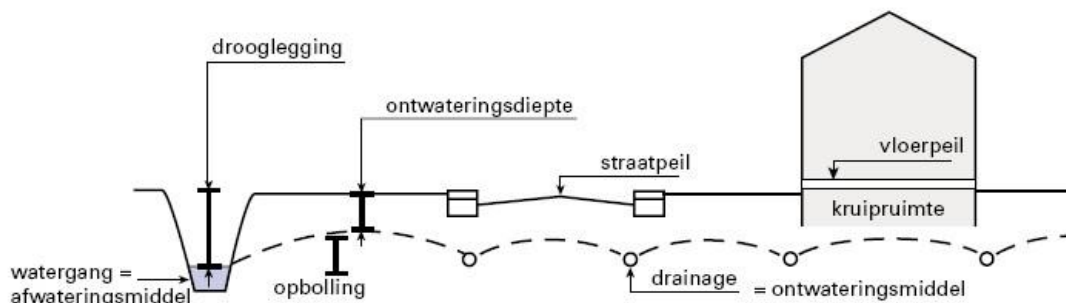 drooglegging
ontwateringsdiepte
straatpeil
vloerpeil
kruipruimte
watergang =
afwateringsmiddel
opbolling
drainage = ontwateringsmiddel